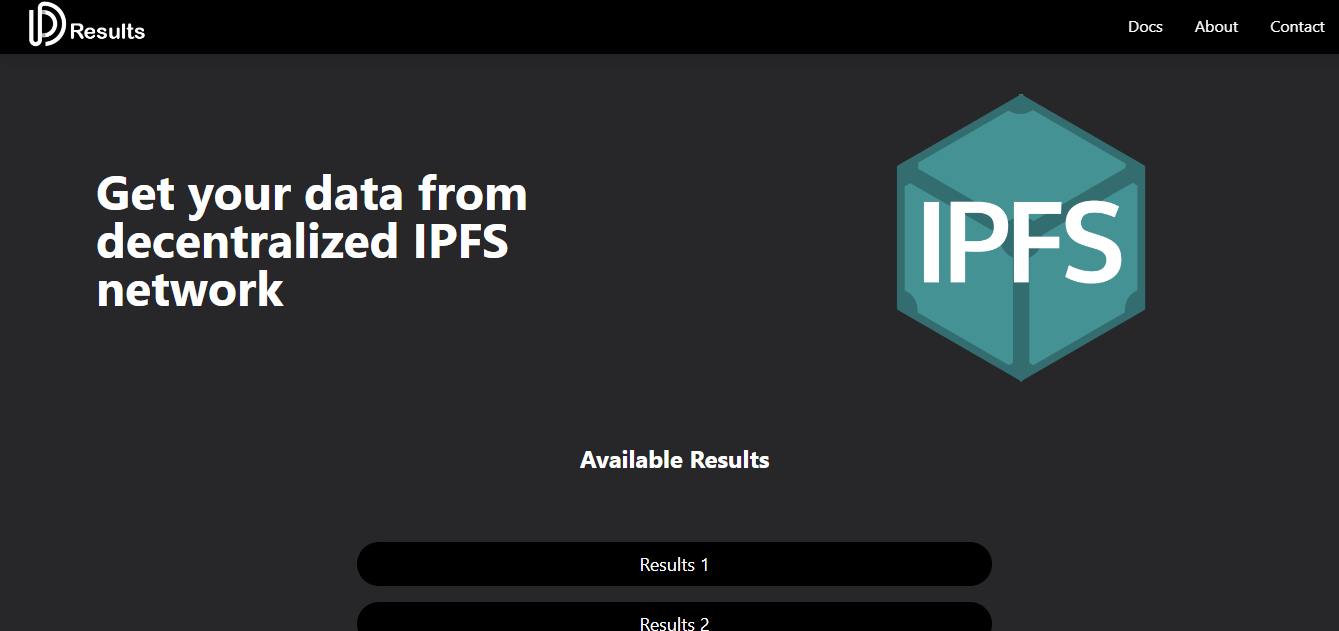 Results
Docs
About
Contact
Get your data from
decentralized IPFS
network
IPFS
Available Results
Results 1
Results 2